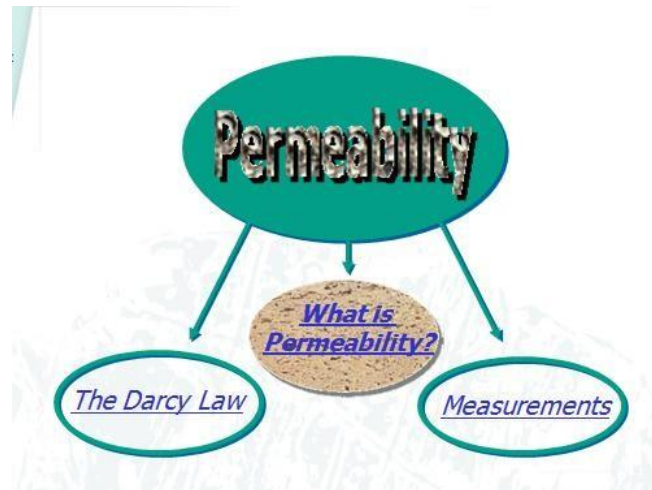 Permeability
What is
Permeability?
The Darcy Law
Measurements